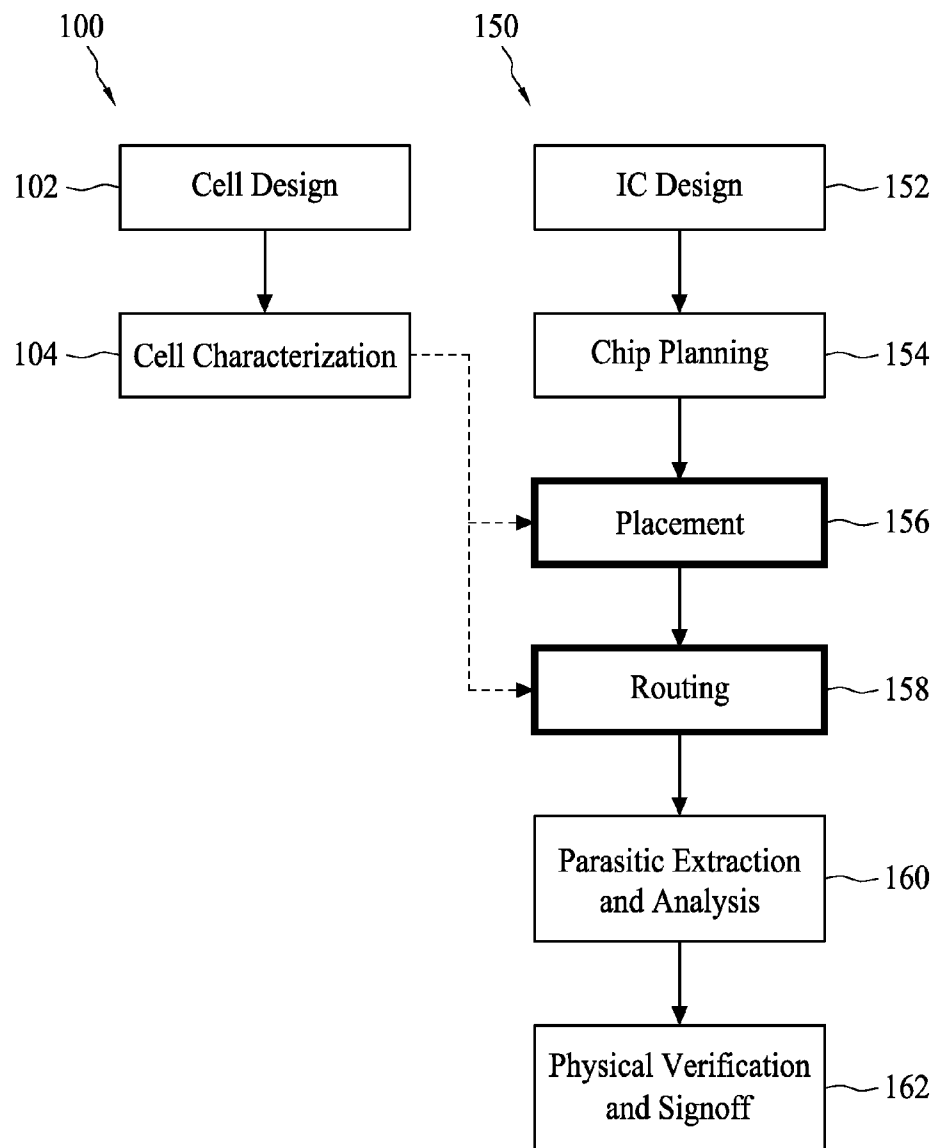 100
150
102
Cell Design
IC Design
152
104
Cell Characterization
Chip Planning
154
Placement
156
Routing
158
Parasitic Extraction
and Analysis
160
Physical Verification
and Signoff
162